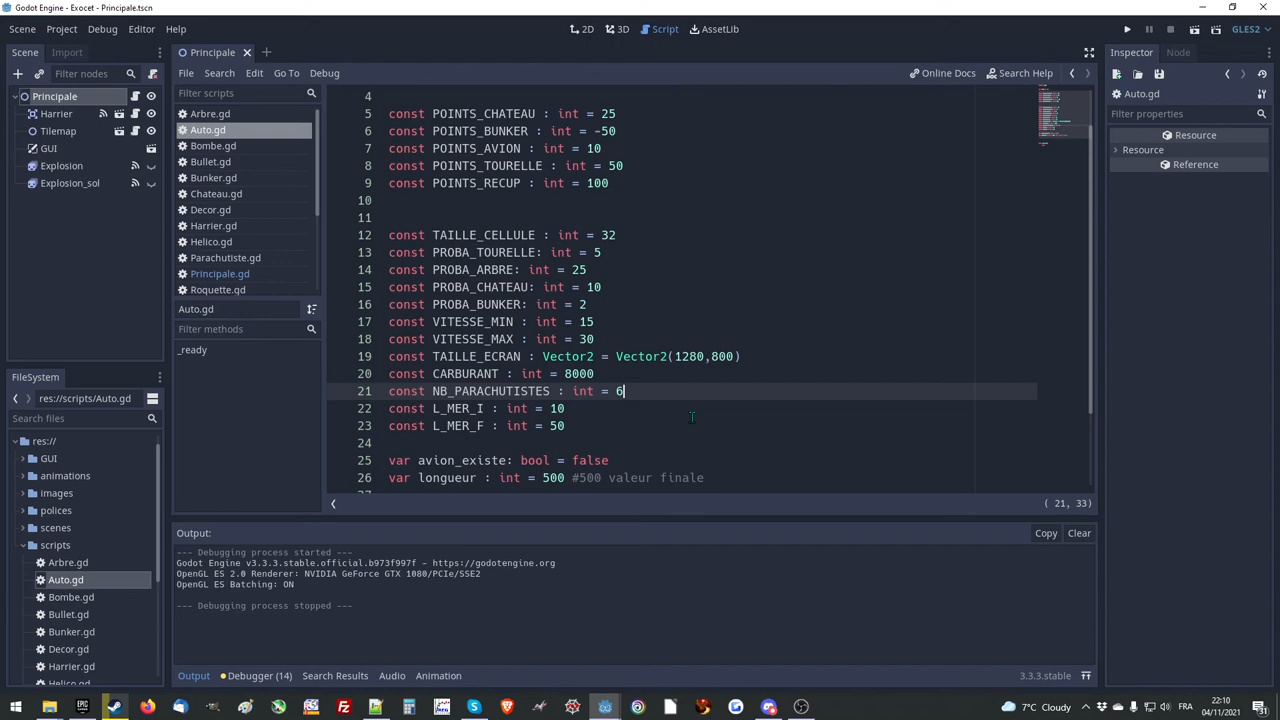 Godot Engine - Exocet - Principale.tscn
Scene Project Debug Editor Help
2D 3D Script AssetLib
GLES2
Scene Import
Filter nodes
Principale
Harrier
Tilemap
GUI
Explosion
Explosion_sol
Principale
File Search Edit Go To Debug
Online Docs Search Help
Filter scripts
Arbre.gd
Auto.gd
Bombe.gd
Bullet.gd
Bunker.gd
Chateau.gd
Decor.gd
Harrier.gd
Helico.gd
Parachutiste.gd
Principale.gd
Roquette.gd
Auto.gd
Filter methods
_ready
4
5 const POINTS_CHATEAU : int = 25
6 const POINTS_BUNKER : int = -50
7 const POINTS_AVION : int = 10
8 const POINTS_TOURELLE : int = 50
9 const POINTS_RECUP : int = 100
10
11
12 const TAILLE_CELLULE : int = 32
13 const PROBA_TOURELLE: int = 5
14 const PROBA_ARBRE: int = 25
15 const PROBA_CHATEAU: int = 10
16 const PROBA_BUNKER: int = 2
17 const VITESSE_MIN : int = 15
18 const VITESSE_MAX : int = 30
19 const TAILLE_ECRAN : Vector2 = Vector2(1280,800)
20 const CARBURANT : int = 8000
21 const NB_PARACHUTISTES : int = 6
22 const L_MER_I : int = 10
23 const L_MER_F : int = 50
24
25 var avion_existe: bool = false
26 var longueur : int = 500 #500 valeur finale
27
( 21, 33)
Inspector Node
Auto.gd
Filter properties
Resource
Resource
Reference
FileSystem
res://scripts/Auto.gd
Search files
res://
GUI
animations
images
polices
scenes
scripts
Arbre.gd
Auto.gd
Bombe.gd
Bullet.gd
Bunker.gd
Decor.gd
Harrier.gd
Helico.gd
Output:
Copy Clear
--- Debugging process started ---
Godot Engine v3.3.3.stable.official.b973f997f - https://godotengine.org
OpenGL ES 2.0 Renderer: NVIDIA GeForce GTX 1080/PCIe/SSE2
OpenGL ES Batching: ON
--- Debugging process stopped ---
Output Debugger (14) Search Results Audio Animation
3.3.3.stable
7°C Cloudy
FRA
22:10
04/11/2021